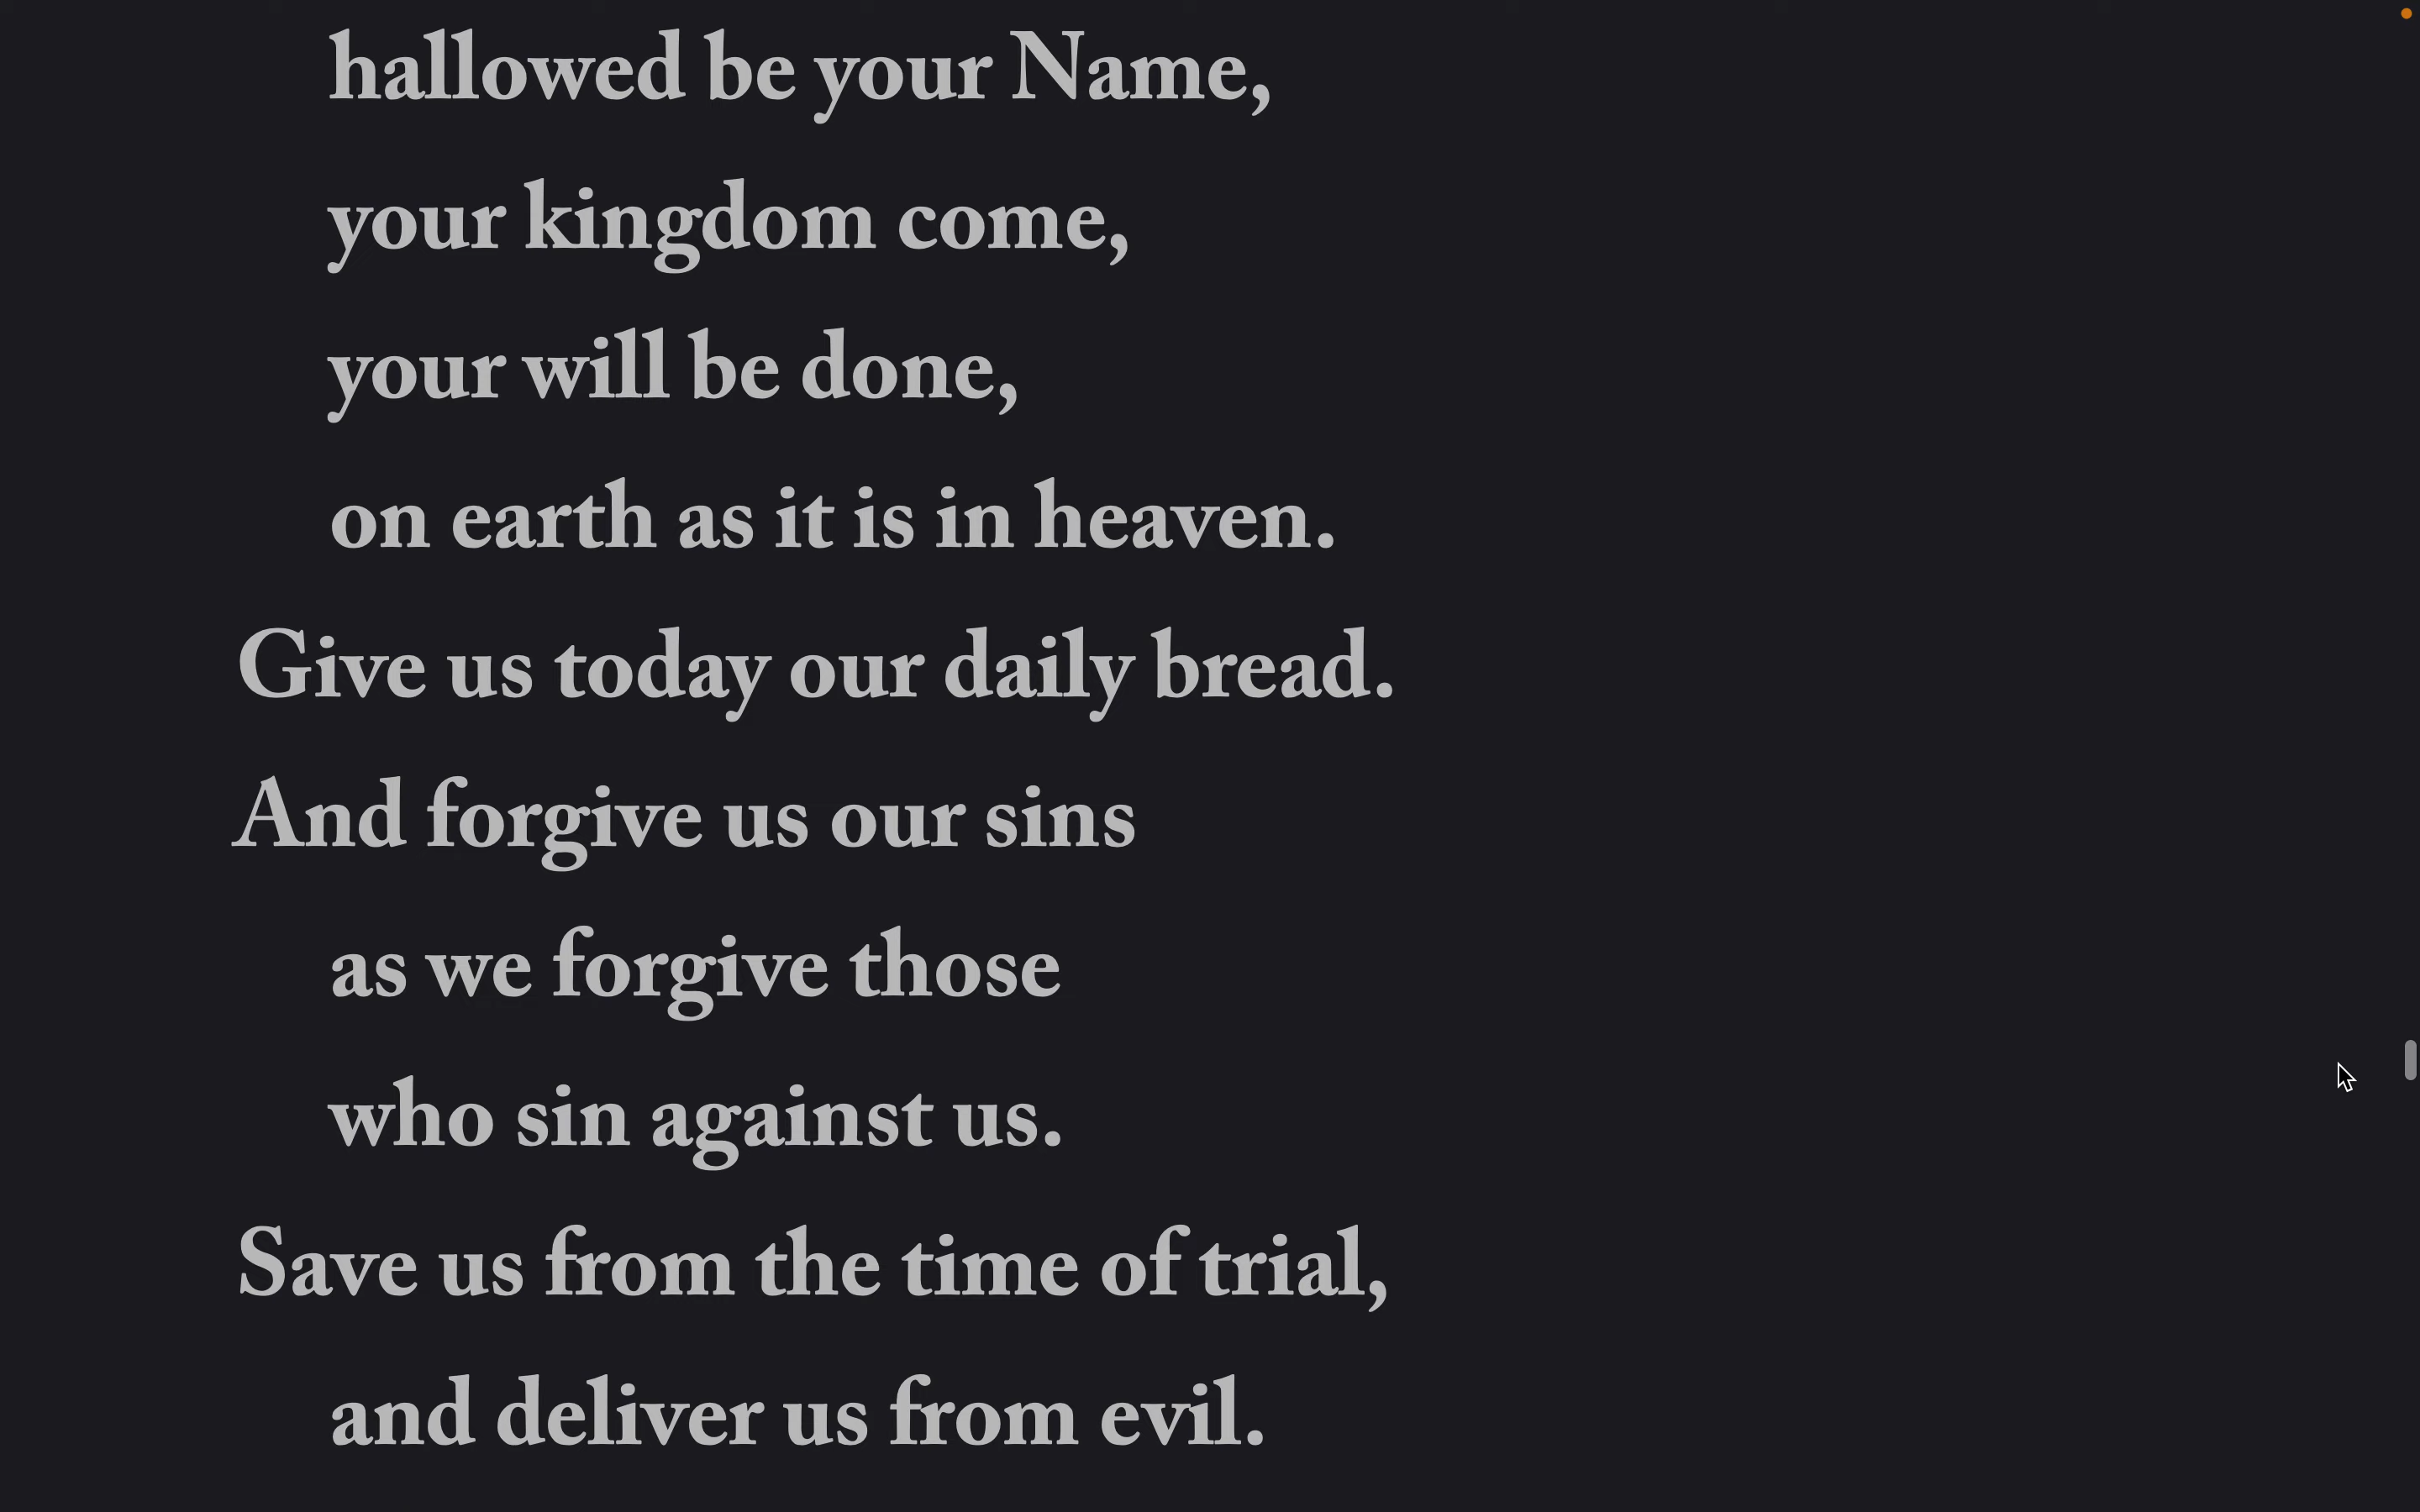 hallowed be your Name,
your kingdom come,
your will be done,
on earth as it is in heaven.
Give us today our daily bread.
And forgive us our sins
as we forgive those
who sin against us.
Save us from the time of trial,
and deliver us from evil.